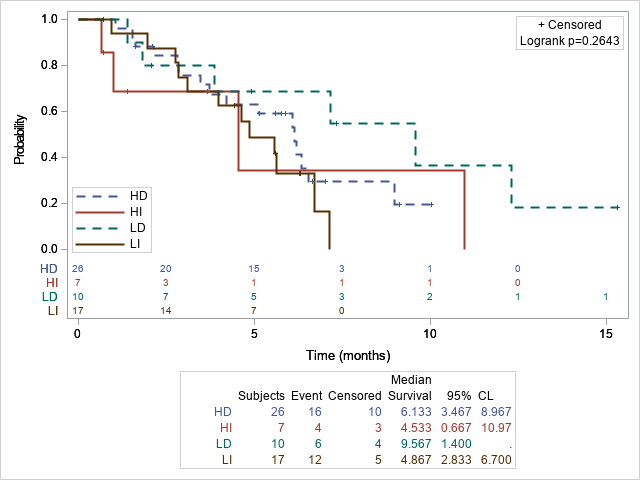 + Censored
Logrank p=0.2643
1.0
0.8
0.6
0.4
0.2
0.0
Probability
HD
HI
LD
LI
HD 26 20 15 3 1 0
HI 7 3 1 1 1 0
LD 10 7 5 3 2 1 1
LI 17 14 7 0
0 5 10 15
Time (months)
Median
Subjects Event Censored Survival 95% CL
HD 26 16 10 6.133 3.467 8.967
HI 7 4 3 4.533 0.667 10.97
LD 10 6 4 9.567 1.400 .
LI 17 12 5 4.867 2.833 6.700